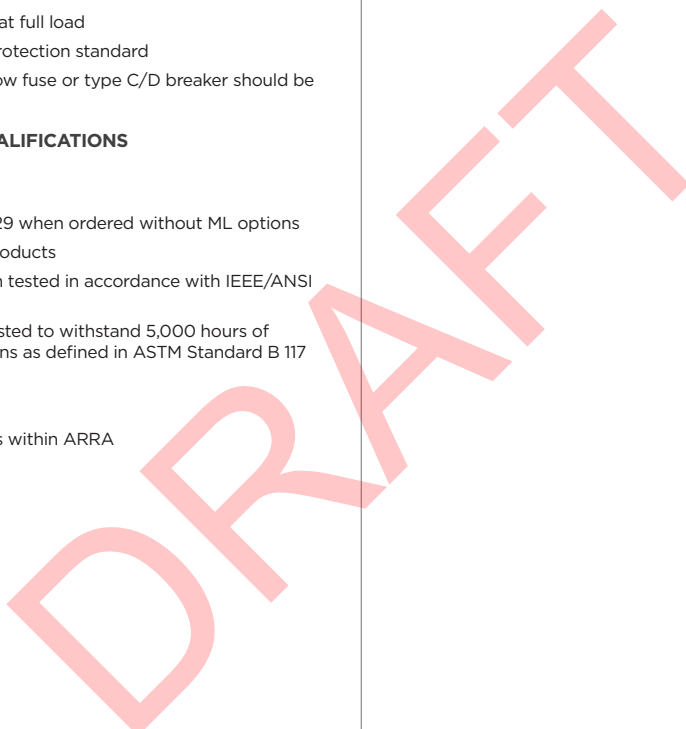 at full load
rotection standard
ow fuse or type C/D breaker should be
ALIFICATIONS
29 when ordered without ML options
oducts
n tested in accordance with IEEE/ANSI
sted to withstand 5,000 hours of
ns as defined in ASTM Standard B 117
s within ARRA
DRAFT